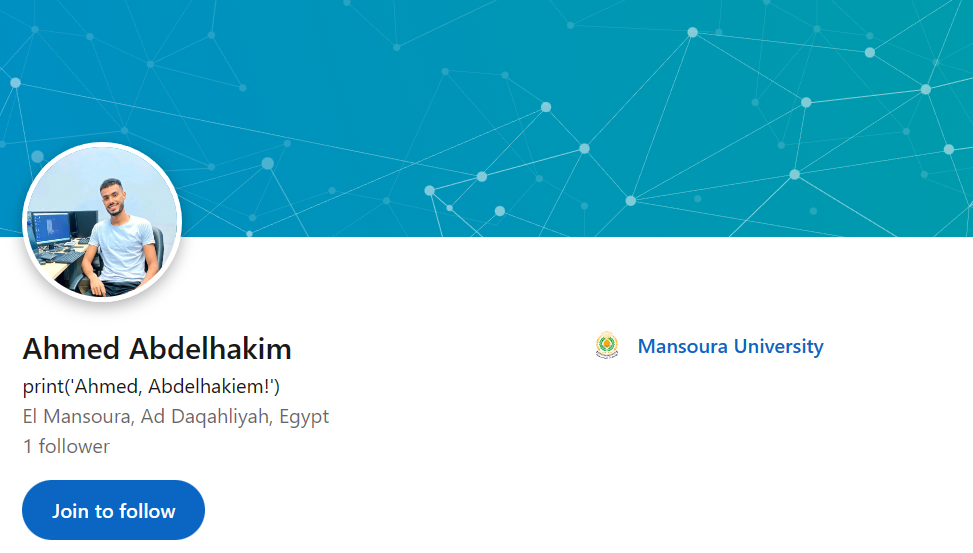 Ahmed Abdelhakim
Mansoura University
print('Ahmed, Abdelhakiem!')
El Mansoura, Ad Daqahliyah, Egypt
1 follower
Join to follow